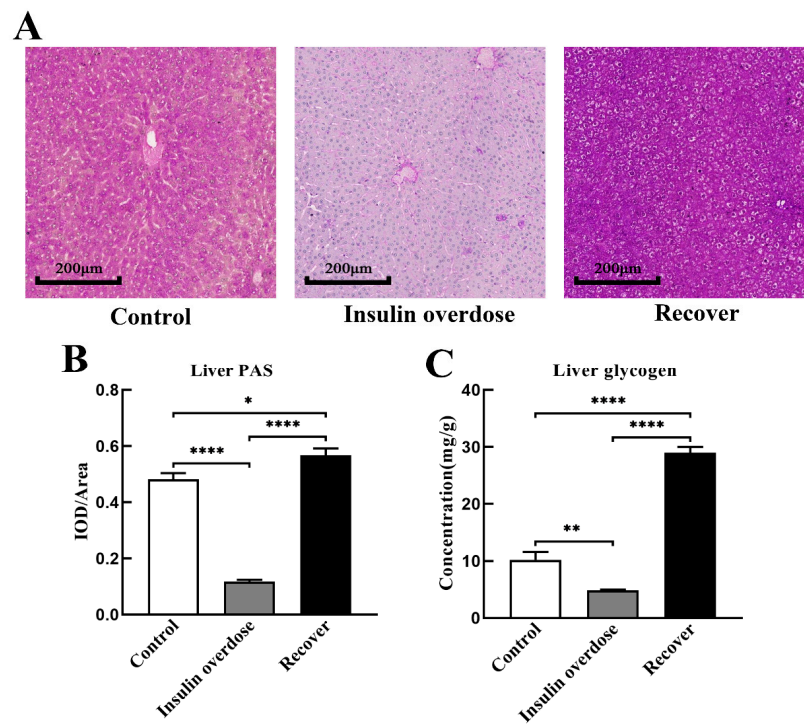 A
200μm
200μm
200μm
Control
Insulin overdose
Recover
B
Liver PAS
IOD/Area
0.8
0.6
0.4
0.2
0.0
*
****
****
Control
Insulin overdose
Recover
C
Liver glycogen
Concentration(mg/g)
40
30
20
10
0
****
****
**
Control
Insulin overdose
Recover